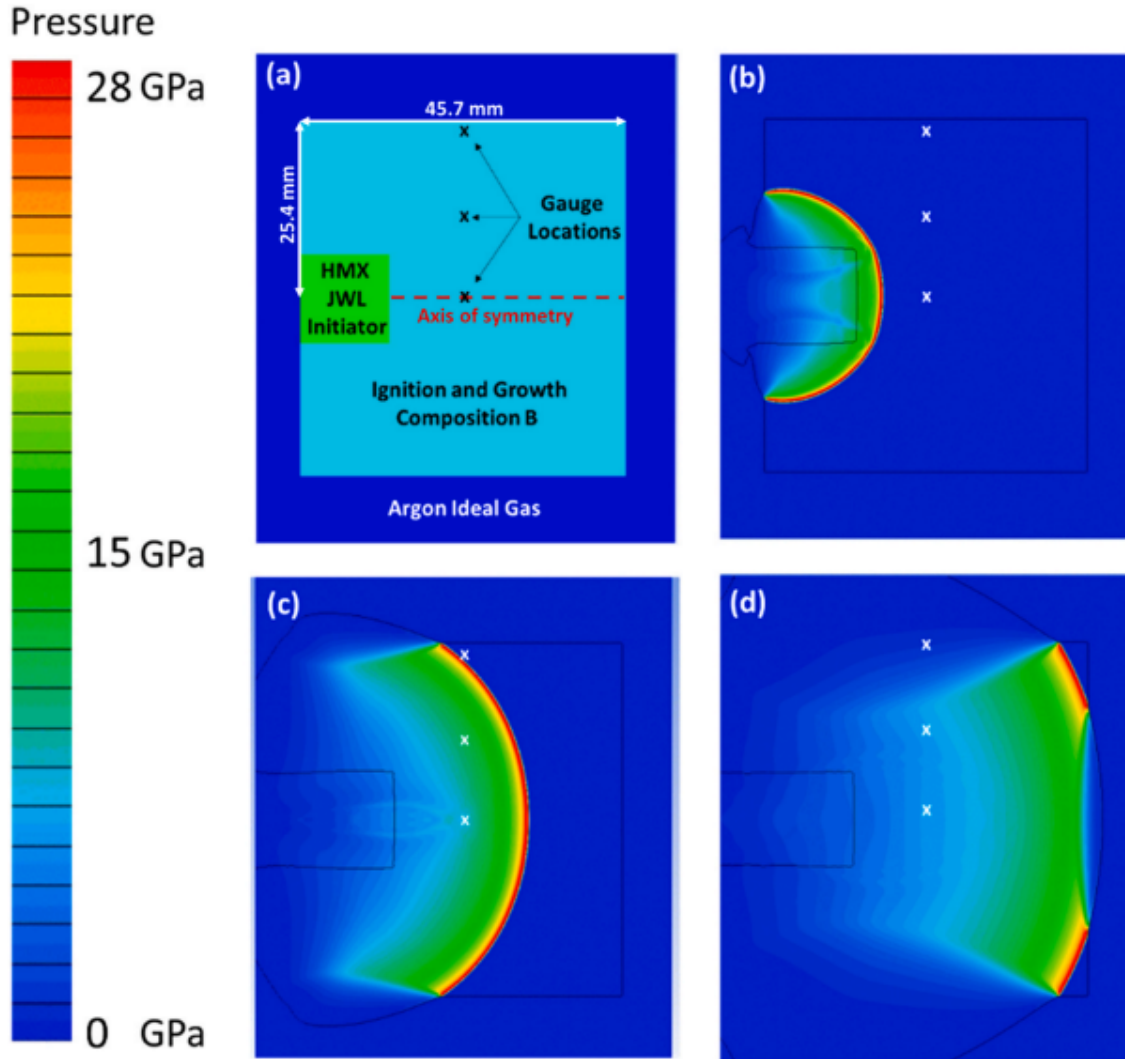 Pressure
28 GPa
15 GPa
0 GPa
(a)
45.7 mm
25.4 mm
x
x
x
Gauge
Locations
HMX
JWL
Initiator
Axis of symmetry
Ignition and Growth
Composition B
Argon Ideal Gas
(b)
x
x
x
(c)
x
x
x
(d)
x
x
x